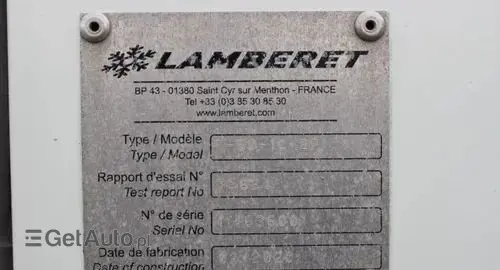 LAMBERET
BP 43 - 01380 Saint Cyr sur Menthon - FRANCE
Tel +33 (0)3 85 30 85 30
www.lamberet.com
Type / Modèle
Type / Model
Rapport d'essai N°
Test report No
N° de série
Serial No
Date de fabrication
Date of construction
GetAuto.pl